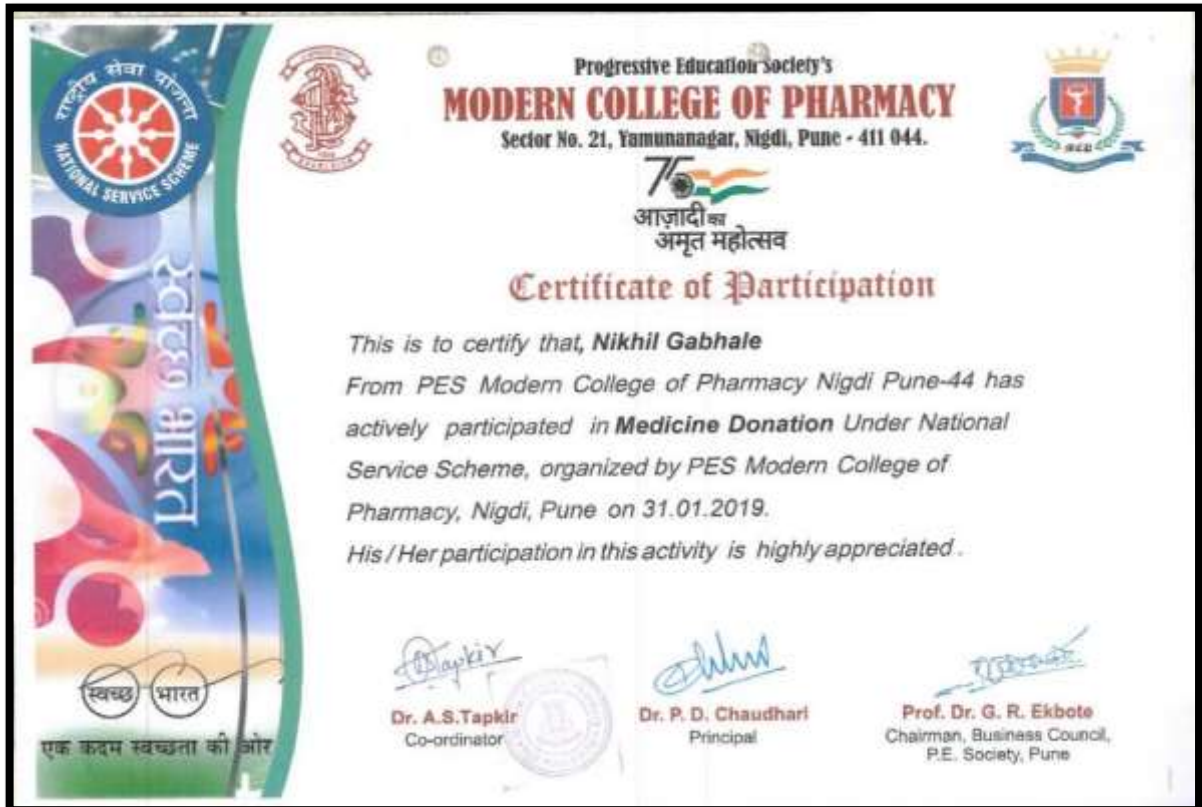 राष्ट्रीय सेवा योजना
NATIONAL SERVICE SCHEME
Progressive Education Society's
MODERN COLLEGE OF PHARMACY
Sector No. 21, Yamunanagar, Nigdi, Pune - 411 044.
75
आज़ादी का
अमृत महोत्सव
Certificate of Participation
This is to certify that, Nikhil Gabhale
From PES Modern College of Pharmacy Nigdi Pune-44 has
actively participated in Medicine Donation Under National
Service Scheme, organized by PES Modern College of
Pharmacy, Nigdi, Pune on 31.01.2019.
His / Her participation in this activity is highly appreciated.
स्वच्छ भारत
स्वच्छ भारत
एक कदम स्वच्छता की ओर
Dr. A.S.Tapkir
Co-ordinator
Dr. P. D. Chaudhari
Principal
Prof. Dr. G. R. Ekbote
Chairman, Business Council,
P.E. Society, Pune